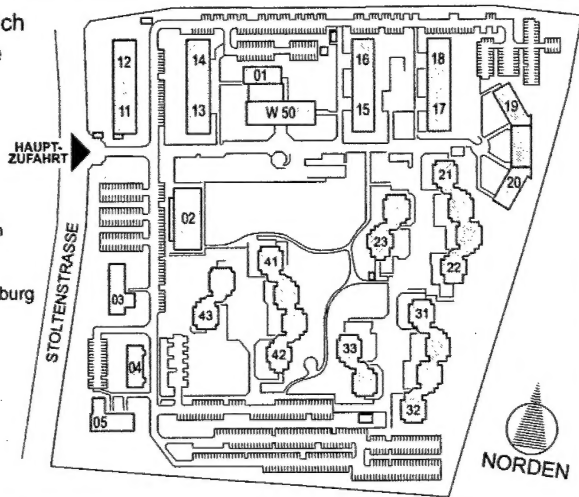 ch
e
n
burg
HAUPT-
ZUFAHRT
STOLTENSTRASSE
12
11
14
13
01
W 50
16
15
18
17
19
20
02
21
22
23
41
42
43
31
32
33
03
04
05
NORDEN